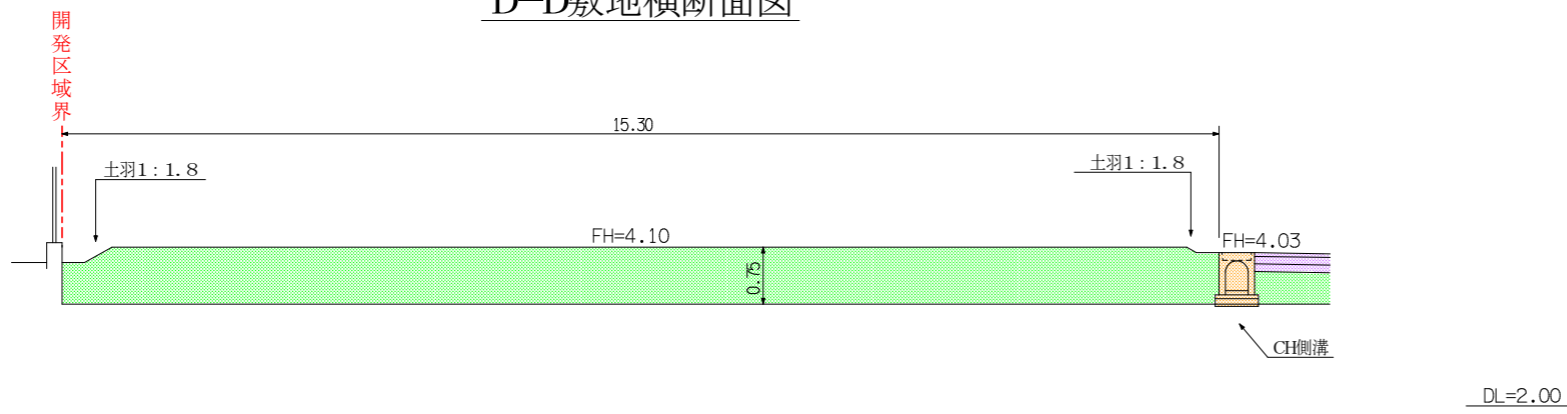 D－D敷地横断面図
開発区域界
15.30
土羽1：1.8
土羽1：1.8
FH=4.10
FH=4.03
0.75
CH側溝
DL=2.00